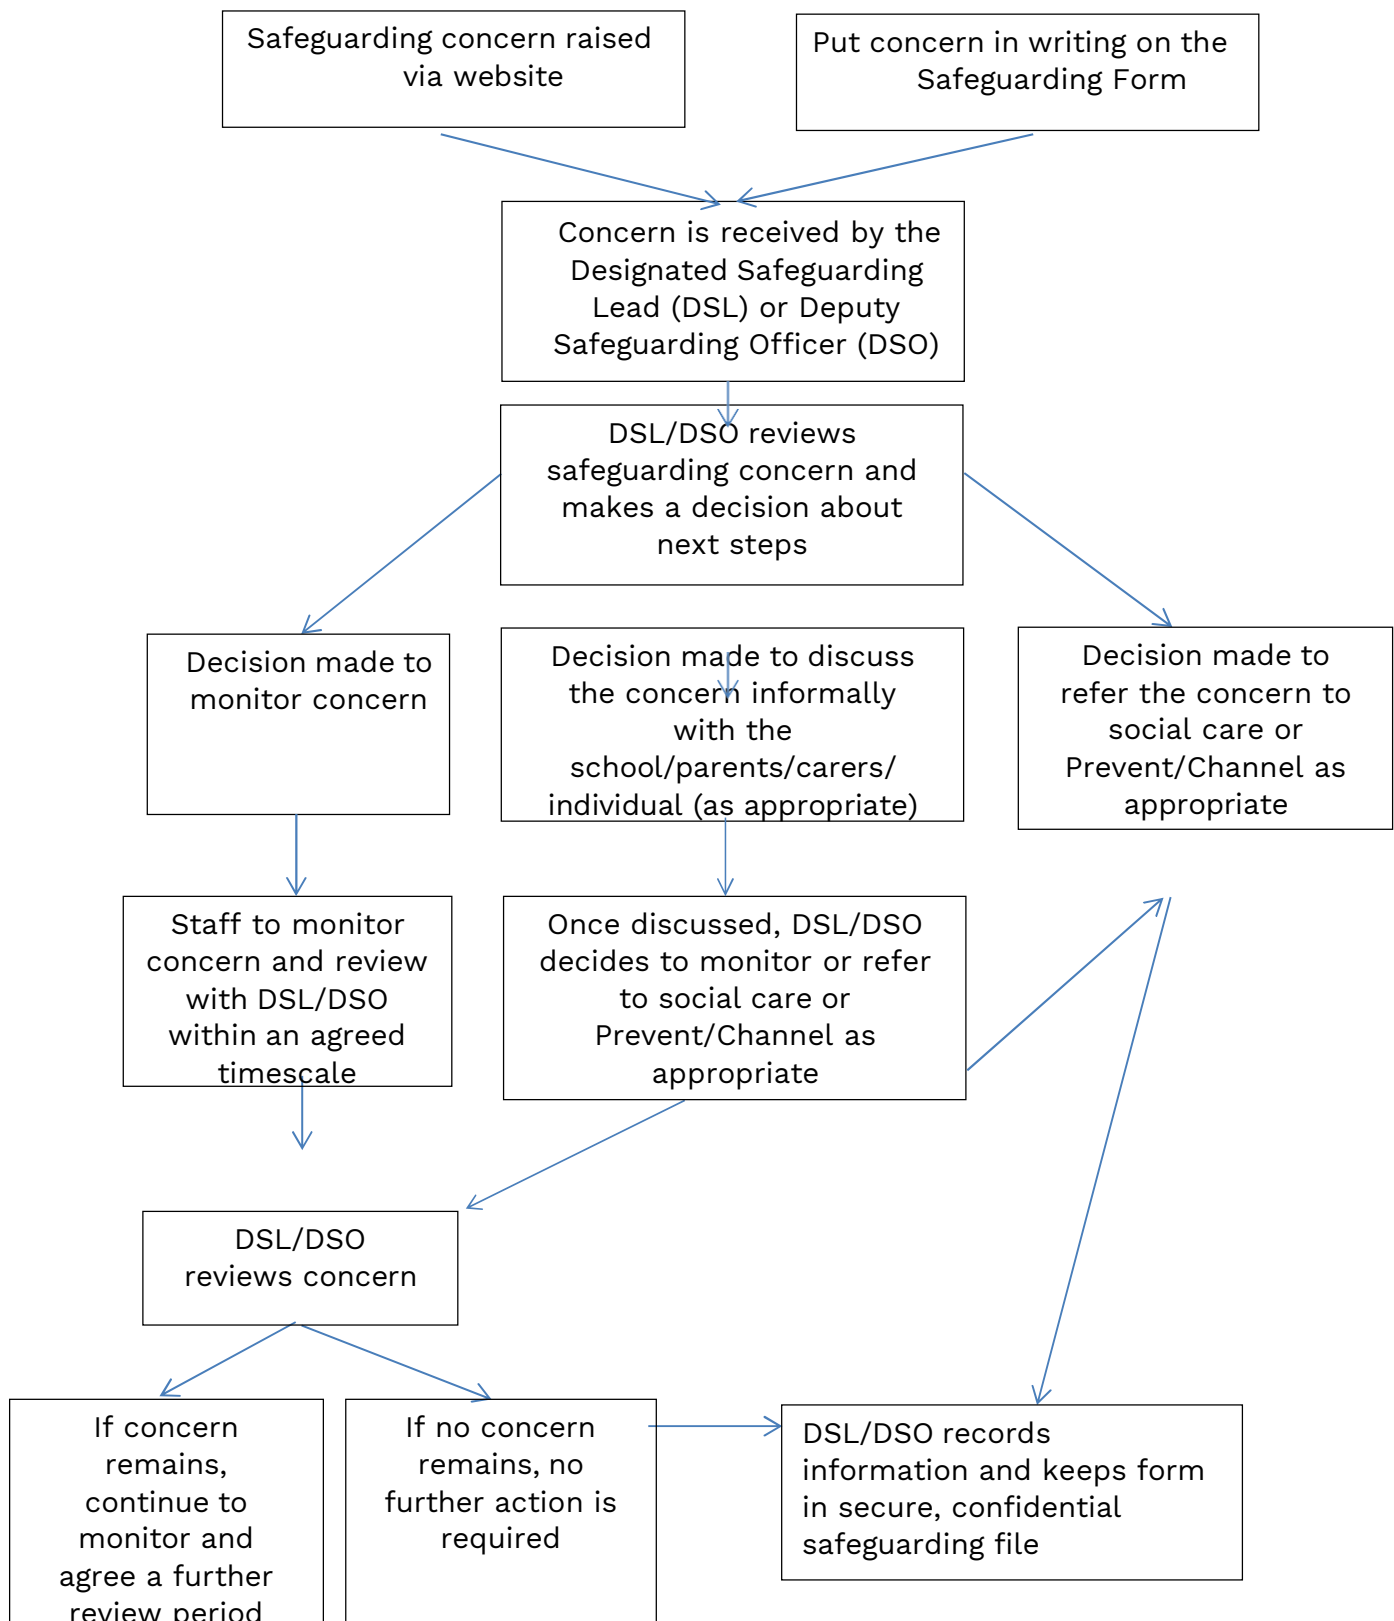 Safeguarding concern raised
via website
Put concern in writing on the
Safeguarding Form
Concern is received by the
Designated Safeguarding
Lead (DSL) or Deputy
Safeguarding Officer (DSO)
DSL/DSO reviews
safeguarding concern and
makes a decision about
next steps
Decision made to
monitor concern
Decision made to discuss
the concern informally
with the
school/parents/carers/
individual (as appropriate)
Decision made to
refer the concern to
social care or
Prevent/Channel as
appropriate
Staff to monitor
concern and review
with DSL/DSO
within an agreed
timescale
Once discussed, DSL/DSO
decides to monitor or refer
to social care or
Prevent/Channel as
appropriate
DSL/DSO
reviews concern
If concern
remains,
continue to
monitor and
agree a further
review period
If no concern
remains, no
further action is
required
DSL/DSO records
information and keeps form
in secure, confidential
safeguarding file